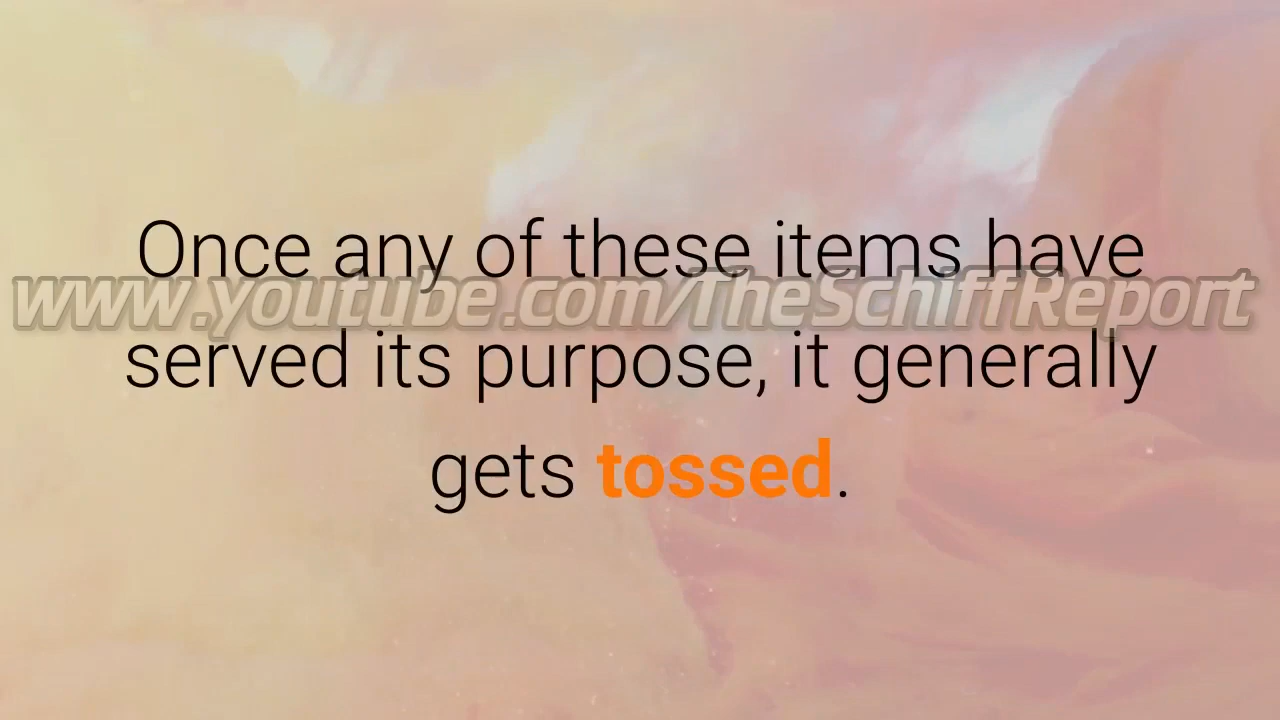 Once any of these items have
www.youtube.com/TheSchiffReport
served its purpose, it generally
gets tossed.